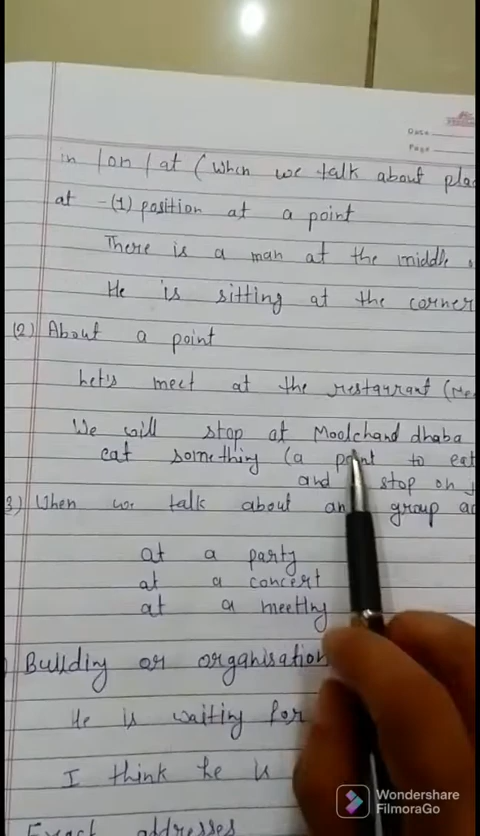 Date
Page
in / on / at (When we talk about
at - (1) position at a point
There is a man at the middle
He is sitting at the corner
(2) About a point
Let's meet at the restaurant
We will stop at Moolchand dhaba
eat something (a point to eat
and stop on
3) When we talk about an group
at a party
at a concert
at a meeting
Building or organisation
He is waiting for
I think he is
Exact addresses
Wondershare
FilmoraGo